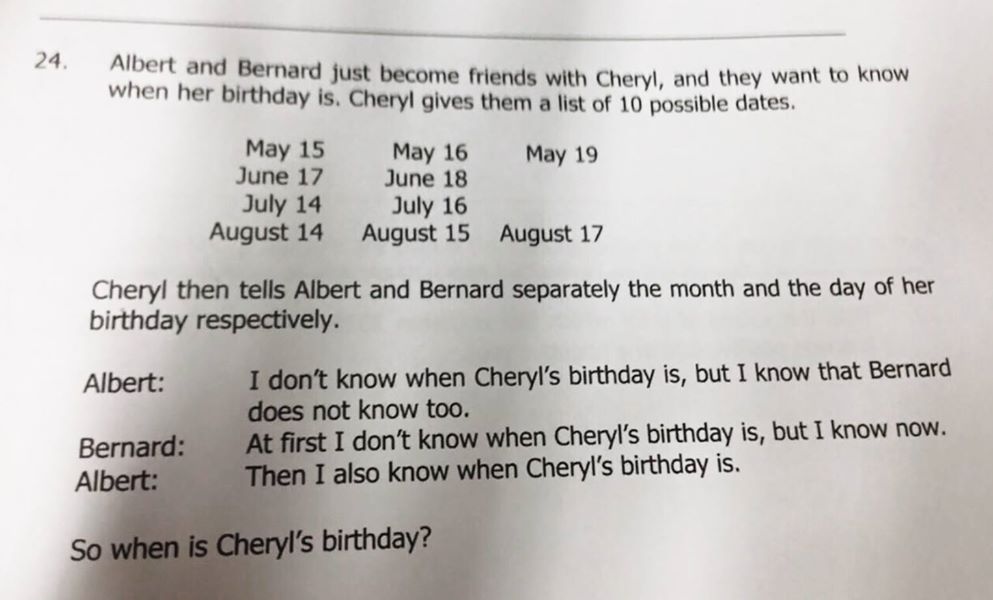 24. Albert and Bernard just become friends with Cheryl, and they want to know
when her birthday is. Cheryl gives them a list of 10 possible dates.
May 15 May 16 May 19
June 17 June 18
July 14 July 16
August 14 August 15 August 17
Cheryl then tells Albert and Bernard separately the month and the day of her
birthday respectively.
Albert: I don't know when Cheryl's birthday is, but I know that Bernard
does not know too.
Bernard: At first I don't know when Cheryl's birthday is, but I know now.
Albert: Then I also know when Cheryl's birthday is.
So when is Cheryl's birthday?